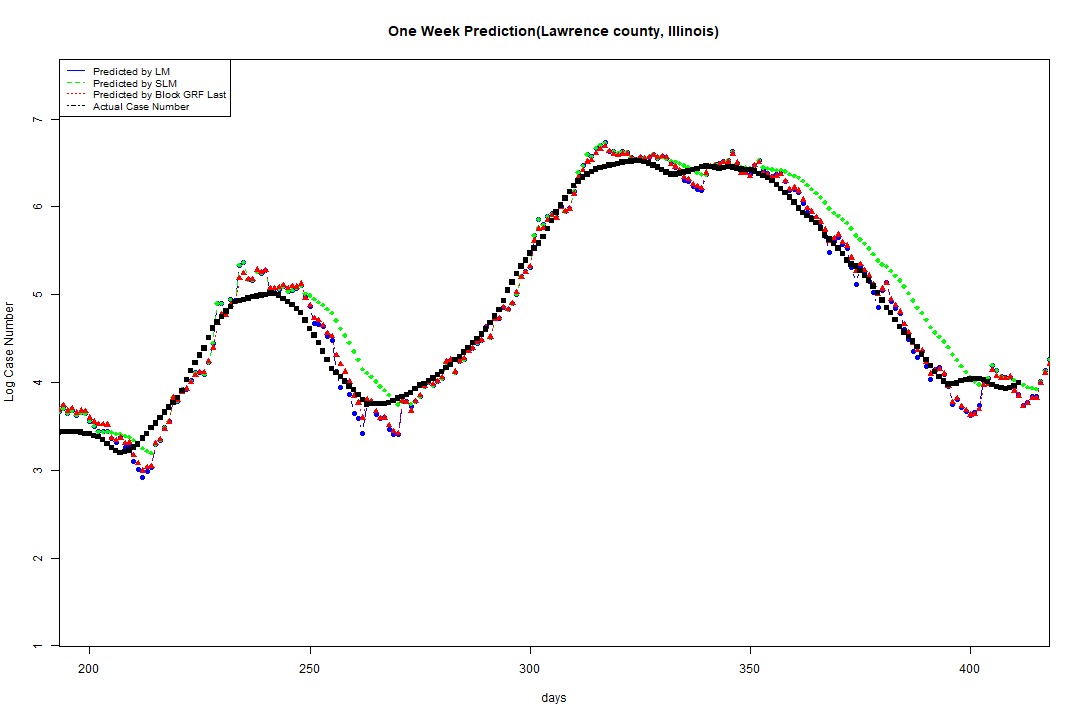 One Week Prediction(Lawrence county, Illinois)
Predicted by LM
Predicted by SLM
Predicted by Block GRF Last
Actual Case Number
Log Case Number
7
6
5
4
3
2
1
200 250 300 350 400
days